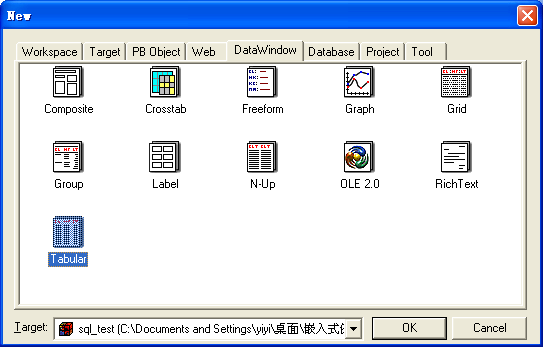 New
Workspace Target PB Object Web DataWindow Database Project Tool
Composite Crosstab Freeform Graph Grid
Group Label N-Up OLE 2.0 RichText
Tabular
Target: sql_test (C:\Documents and Settings\yiyi\桌面\嵌入式 OK Cancel